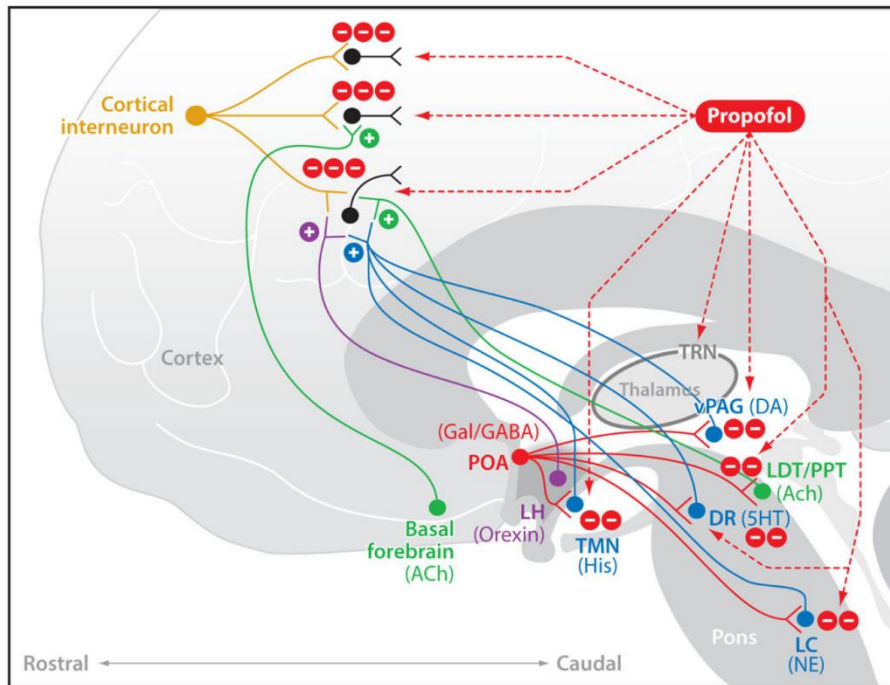 Cortical
interneuron
Propofol
Cortex
TRN
Thalamus
vPAG (DA)
(Gal/GABA)
POA
LDT/PPT
(Ach)
LH
(Orexin)
DR (5HT)
TMN
(His)
Basal
forebrain
(ACh)
Pons
LC
(NE)
Rostral
Caudal